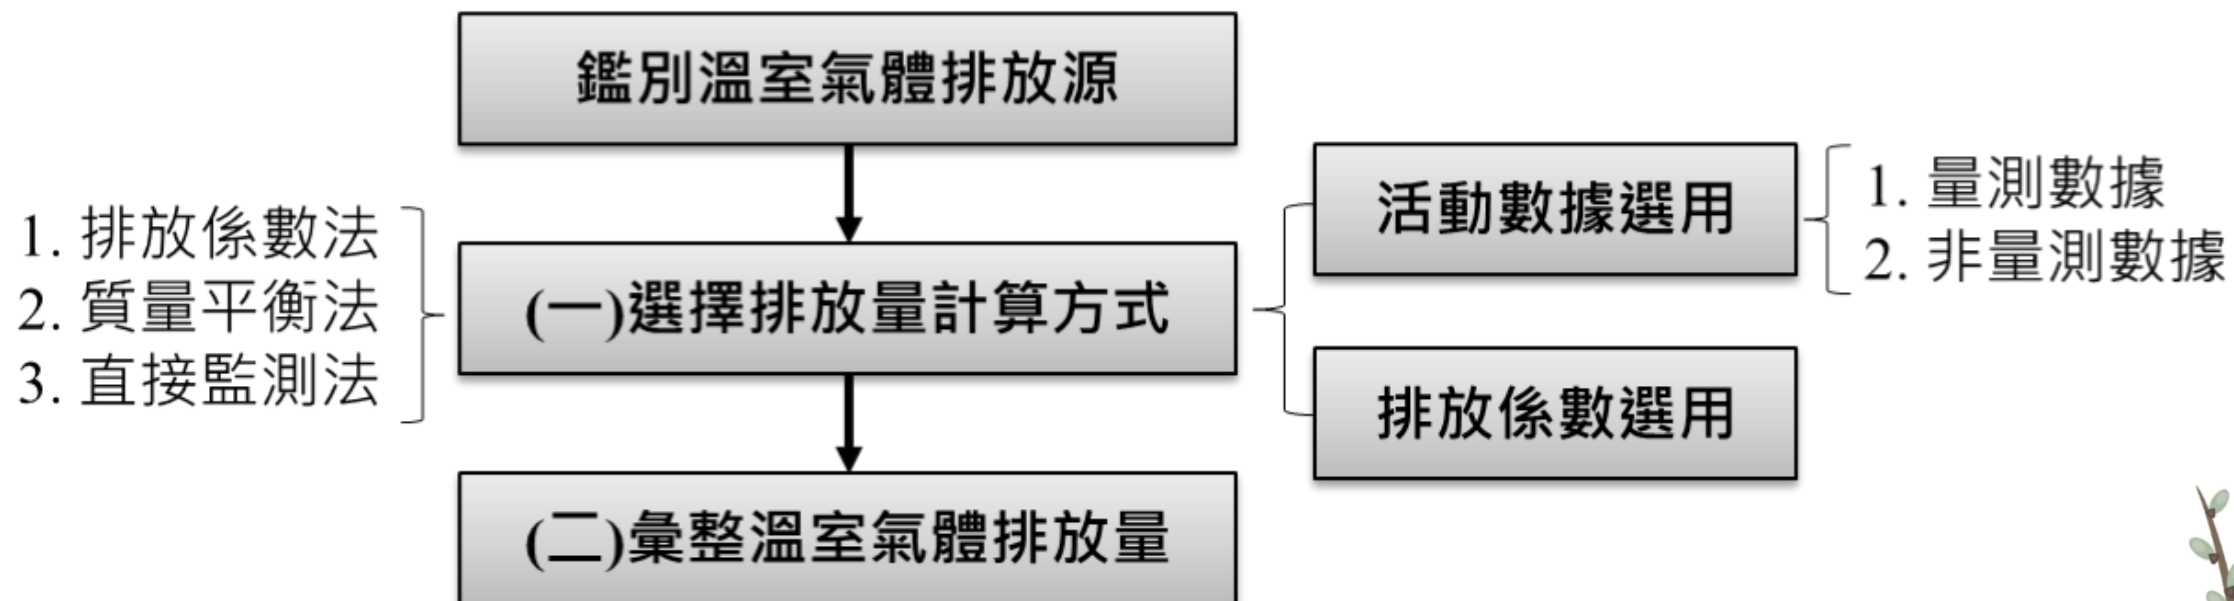 鑑別溫室氣體排放源
1. 排放係數法
2. 質量平衡法
3. 直接監測法
(一)選擇排放量計算方式
活動數據選用
1. 量測數據
2. 非量測數據
排放係數選用
(二)彙整溫室氣體排放量